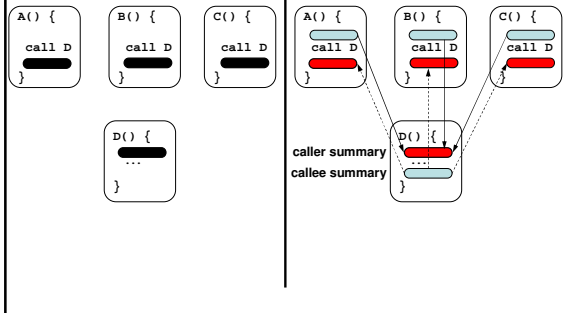 A() {
call D
}
B() {
call D
}
C() {
call D
}
D() {
...
}
A() {
call D
}
B() {
call D
}
C() {
call D
}
D() {
caller summary
...
callee summary
}